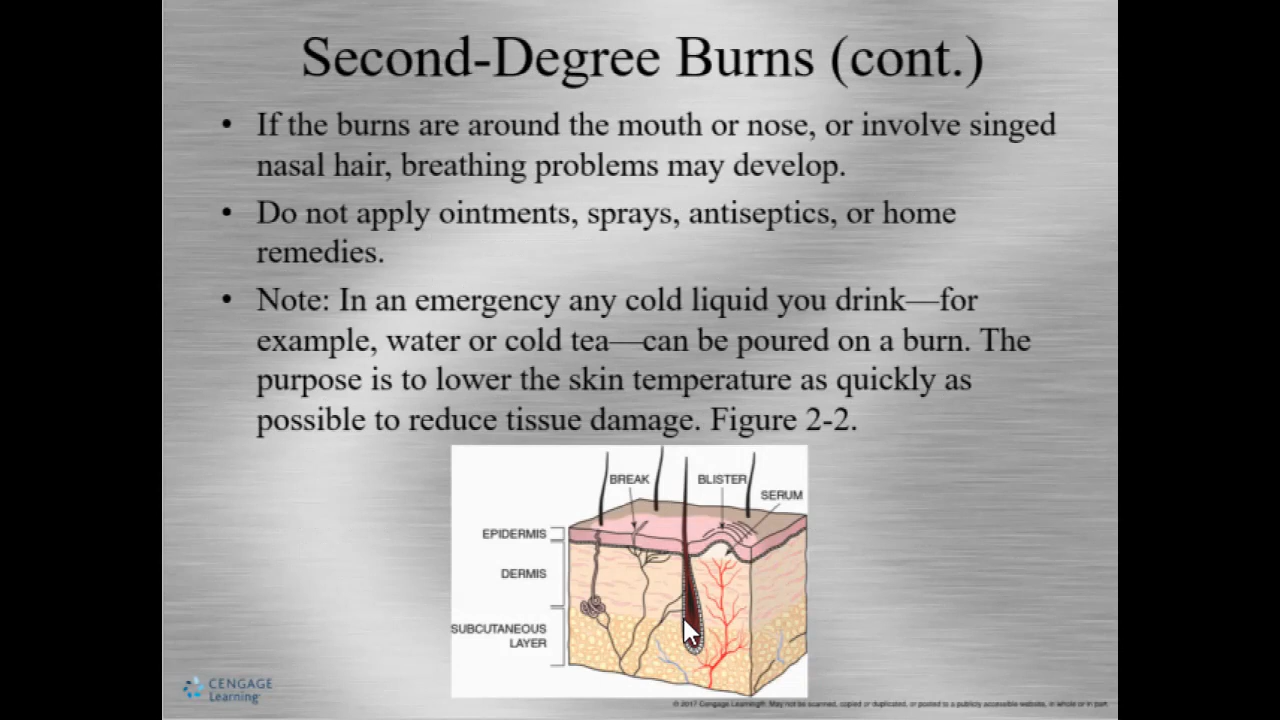 Second-Degree Burns (cont.)
• If the burns are around the mouth or nose, or involve singed
nasal hair, breathing problems may develop.
• Do not apply ointments, sprays, antiseptics, or home
remedies.
• Note: In an emergency any cold liquid you drink—for
example, water or cold tea—can be poured on a burn. The
purpose is to lower the skin temperature as quickly as
possible to reduce tissue damage. Figure 2-2.
BREAK
BLISTER
SERUM
EPIDERMIS
DERMIS
SUBCUTANEOUS
LAYER
CENGAGE
Learning
© 2017 Cengage Learning®. May not be scanned, copied or duplicated, or posted to a publicly accessible website, in whole or in part.